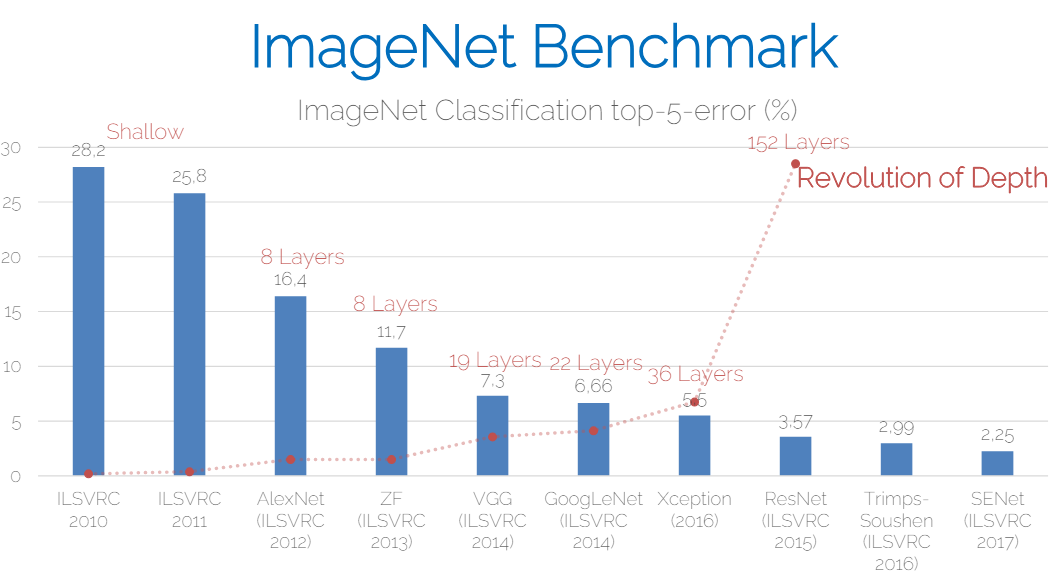 ImageNet Benchmark
ImageNet Classification top-5-error (%)
Shallow
152 Layers
Revolution of Depth
30
28,2
25,8
25
8 Layers
20
16,4
8 Layers
15
11,7
19 Layers
22 Layers
36 Layers
10
7,3
6,66
5,5
5
3,57
2,99
2,25
0
ILSVRC
2010
ILSVRC
2011
AlexNet
(ILSVRC
2012)
ZF
(ILSVRC
2013)
VGG
(ILSVRC
2014)
GoogLeNet
(ILSVRC
2014)
Xception
(2016)
ResNet
(ILSVRC
2015)
Trimps-
Soushen
(ILSVRC
2016)
SENet
(ILSVRC
2017)